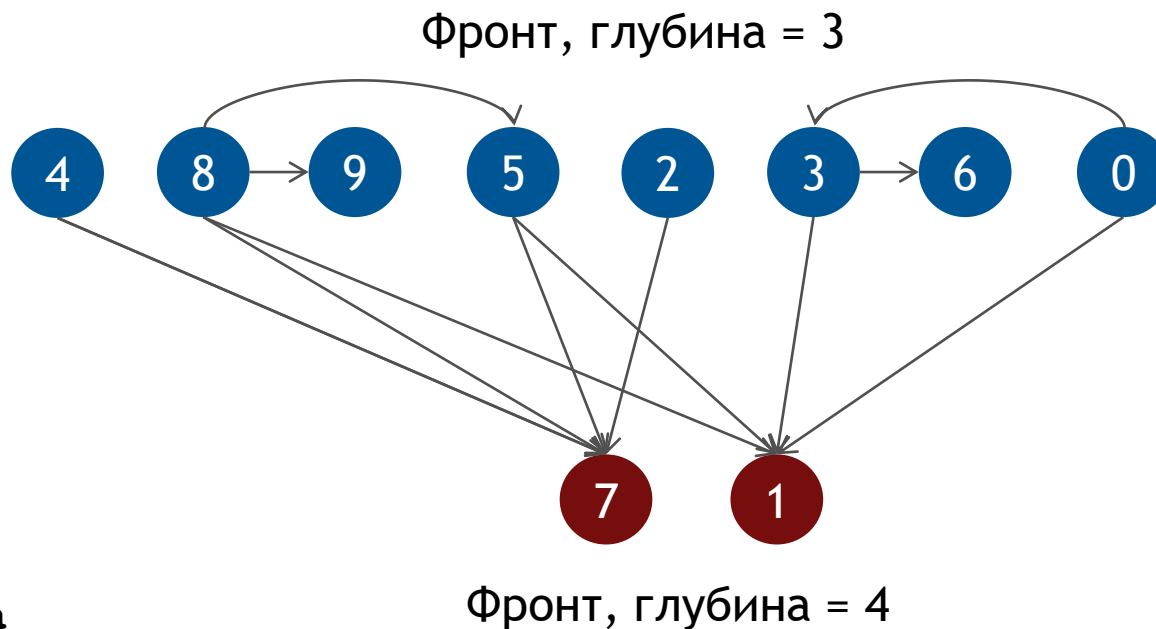 Фронт, глубина = 3
4 8 9 5 2 3 6 0
7 1
Фронт, глубина = 4
а